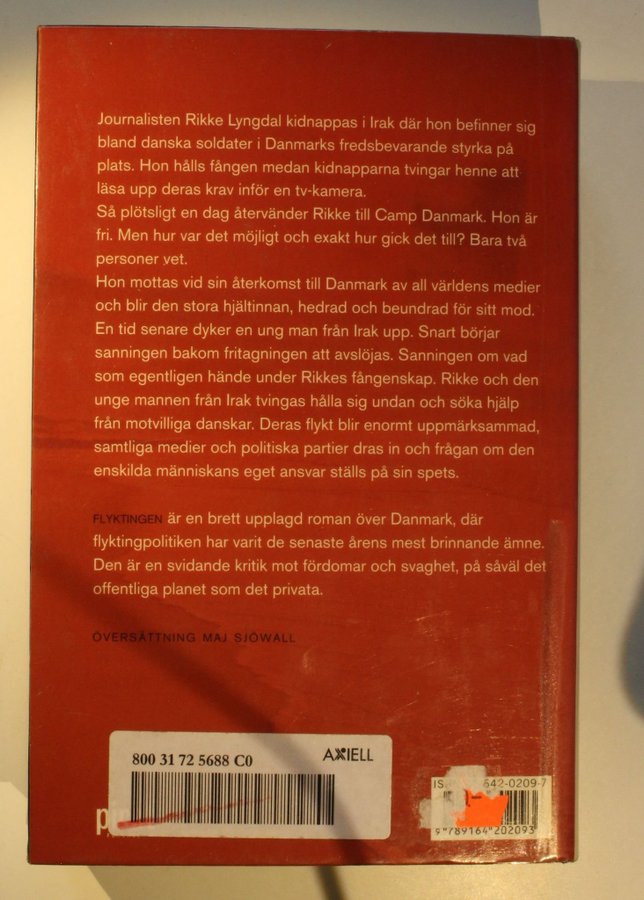 Journalisten Rikke Lyngdal kidnappas i Irak där hon befinner sig
bland danska soldater i Danmarks fredsbevarande styrka på
plats. Hon hålls fången medan kidnapparna tvingar henne att
läsa upp deras krav inför en tv-kamera.
Så plötsligt en dag återvänder Rikke till Camp Danmark. Hon är
fri. Men hur var det möjligt och exakt hur gick det till? Bara två
personer vet.
Hon mottas vid sin återkomst till Danmark av all världens medier
och blir den stora hjältinnan, hedrad och beundrad för sitt mod.
En tid senare dyker en ung man från Irak upp. Snart börjar
sanningen bakom fritagningen att avslöjas. Sanningen om vad
som egentligen hände under Rikkes fångenskap. Rikke och den
unge mannen från Irak tvingas hålla sig undan och söka hjälp
från motvilliga danskar. Deras flykt blir enormt uppmärksammad,
samtliga medier och politiska partier dras in och frågan om den
enskilda människans eget ansvar ställs på sin spets.
FLYKTINGEN är en brett upplagd roman över Danmark, där
flyktingpolitiken har varit de senaste årens mest brinnande ämne.
Den är en svidande kritik mot fördomar och svaghet, på såväl det
offentliga planet som det privata.
ÖVERSÄTTNING MAJ SJÖWALL
800 31 72 5688 C0
AXIELL
642-0209-7
9 789164 202093